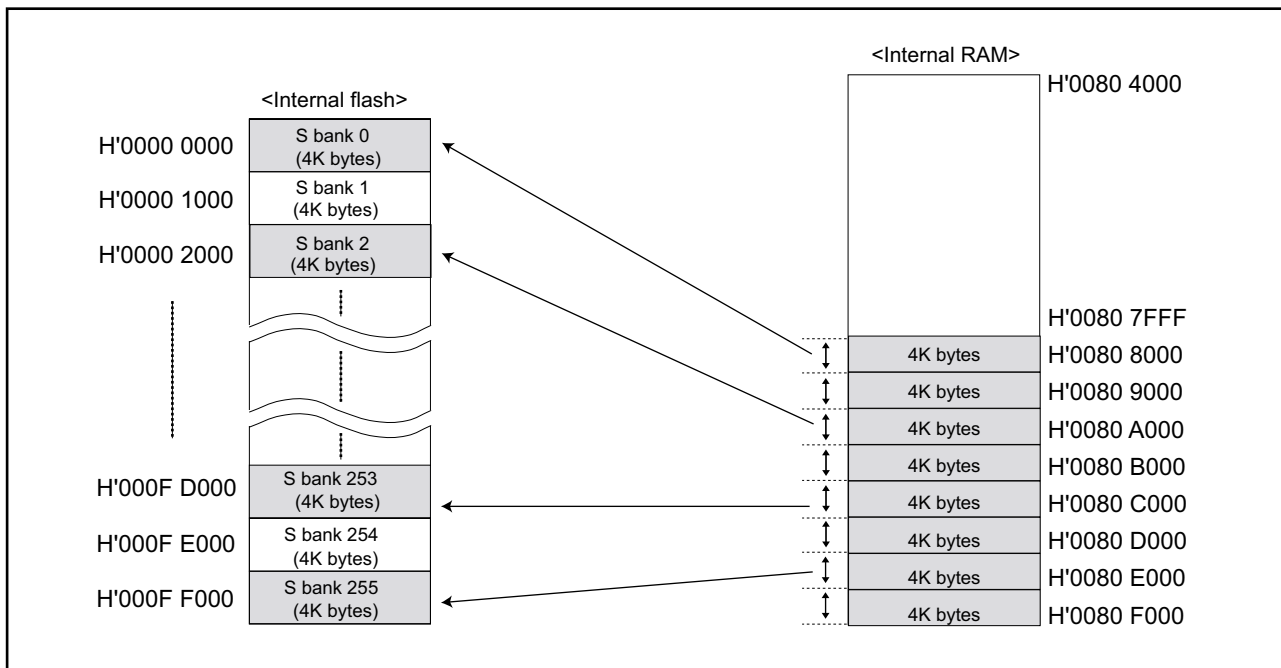 <Internal flash>
H'0000 0000
S bank 0
(4K bytes)
H'0000 1000
S bank 1
(4K bytes)
H'0000 2000
S bank 2
(4K bytes)
H'000F D000
S bank 253
(4K bytes)
H'000F E000
S bank 254
(4K bytes)
H'000F F000
S bank 255
(4K bytes)
<Internal RAM>
H'0080 4000
H'0080 7FFF
4K bytes
H'0080 8000
4K bytes
H'0080 9000
4K bytes
H'0080 A000
4K bytes
H'0080 B000
4K bytes
H'0080 C000
4K bytes
H'0080 D000
4K bytes
H'0080 E000
4K bytes
H'0080 F000